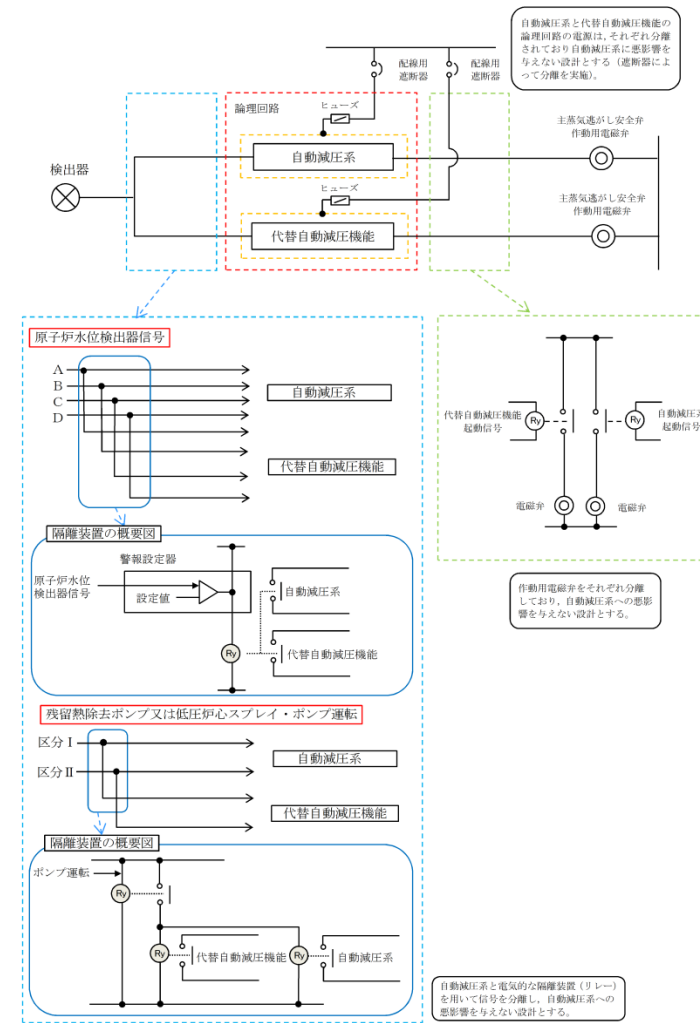 自動減圧系と代替自動減圧機能の
論理回路の電源は，それぞれ分離
されており自動減圧系に悪影響を
与えない設計とする（遮断器によ
って分離を実施）。
配線用
遮断器
配線用
遮断器
論理回路
ヒューズ
自動減圧系
主蒸気逃がし安全弁
作動用電磁弁
検出器
ヒューズ
代替自動減圧機能
主蒸気逃がし安全弁
作動用電磁弁
原子炉水位検出器信号
A
B
C
D
自動減圧系
代替自動減圧機能
隔離装置の概要図
警報設定器
原子炉水位
検出器信号
設定値
Ry
自動減圧系
代替自動減圧機能
残留熱除去ポンプ又は低圧炉心スプレイ・ポンプ運転
区分Ⅰ
区分Ⅱ
自動減圧系
代替自動減圧機能
隔離装置の概要図
ポンプ運転
Ry
Ry
代替自動減圧機能
Ry
自動減圧系
代替自動減圧機能
起動信号
Ry
Ry
自動減圧系
起動信号
電磁弁
電磁弁
作動用電磁弁をそれぞれ分離
しており，自動減圧系への悪影
響を与えない設計とする。
自動減圧系と電気的な隔離装置（リレー）
を用いて信号を分離し，自動減圧系への
悪影響を与えない設計とする。